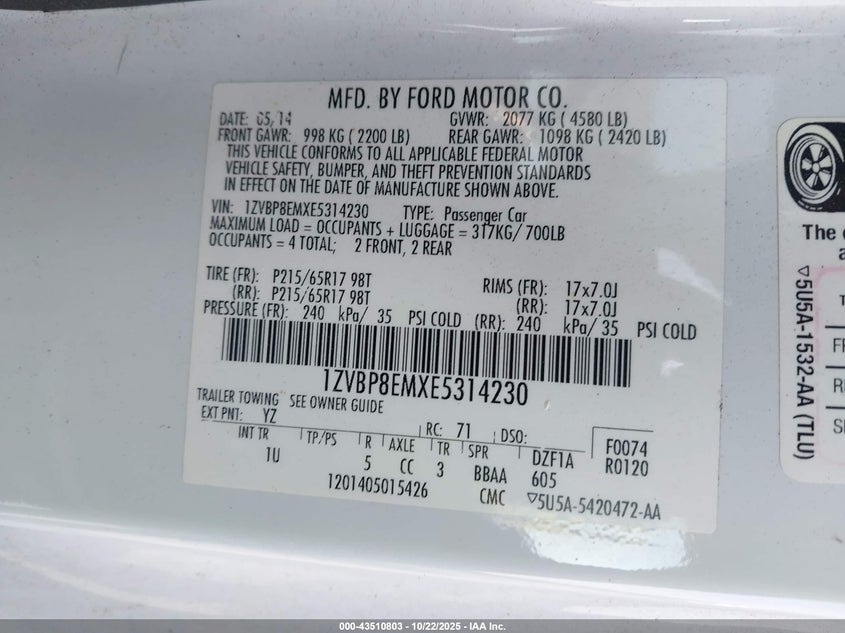 MFD. BY FORD MOTOR CO.
DATE: 05/14 GVWR: 2077 KG ( 4580 LB)
FRONT GAWR: 998 KG ( 2200 LB) REAR GAWR: 1098 KG ( 2420 LB)
THIS VEHICLE CONFORMS TO ALL APPLICABLE FEDERAL MOTOR
VEHICLE SAFETY, BUMPER, AND THEFT PREVENTION STANDARDS
IN EFFECT ON THE DATE OF MANUFACTURE SHOWN ABOVE.
VIN: 1ZVBP8EMXE5314230 TYPE: Passenger Car
MAXIMUM LOAD = OCCUPANTS + LUGGAGE = 317KG/ 700LB
OCCUPANTS = 4 TOTAL; 2 FRONT, 2 REAR
TIRE (FR): P215/65R17 98T RIMS (FR): 17x7.0J
(RR): P215/65R17 98T (RR): 17x7.0J
PRESSURE (FR): 240 kPa/ 35 PSI COLD (RR): 240 kPa/ 35 PSI COLD
1ZVBP8EMXE5314230
TRAILER TOWING SEE OWNER GUIDE
EXT PNT: YZ RC: 71 DSO: F0074
INT TR TP/PS R AXLE TR SPR DZF1A R0120
1U 5 CC 3 BBAA 605
1201405015426 CMC ▽5U5A-5420472-AA
The
▽5U5A-1532-AA (TLU)
000-43510803 - 10/22/2025 - IAA Inc.